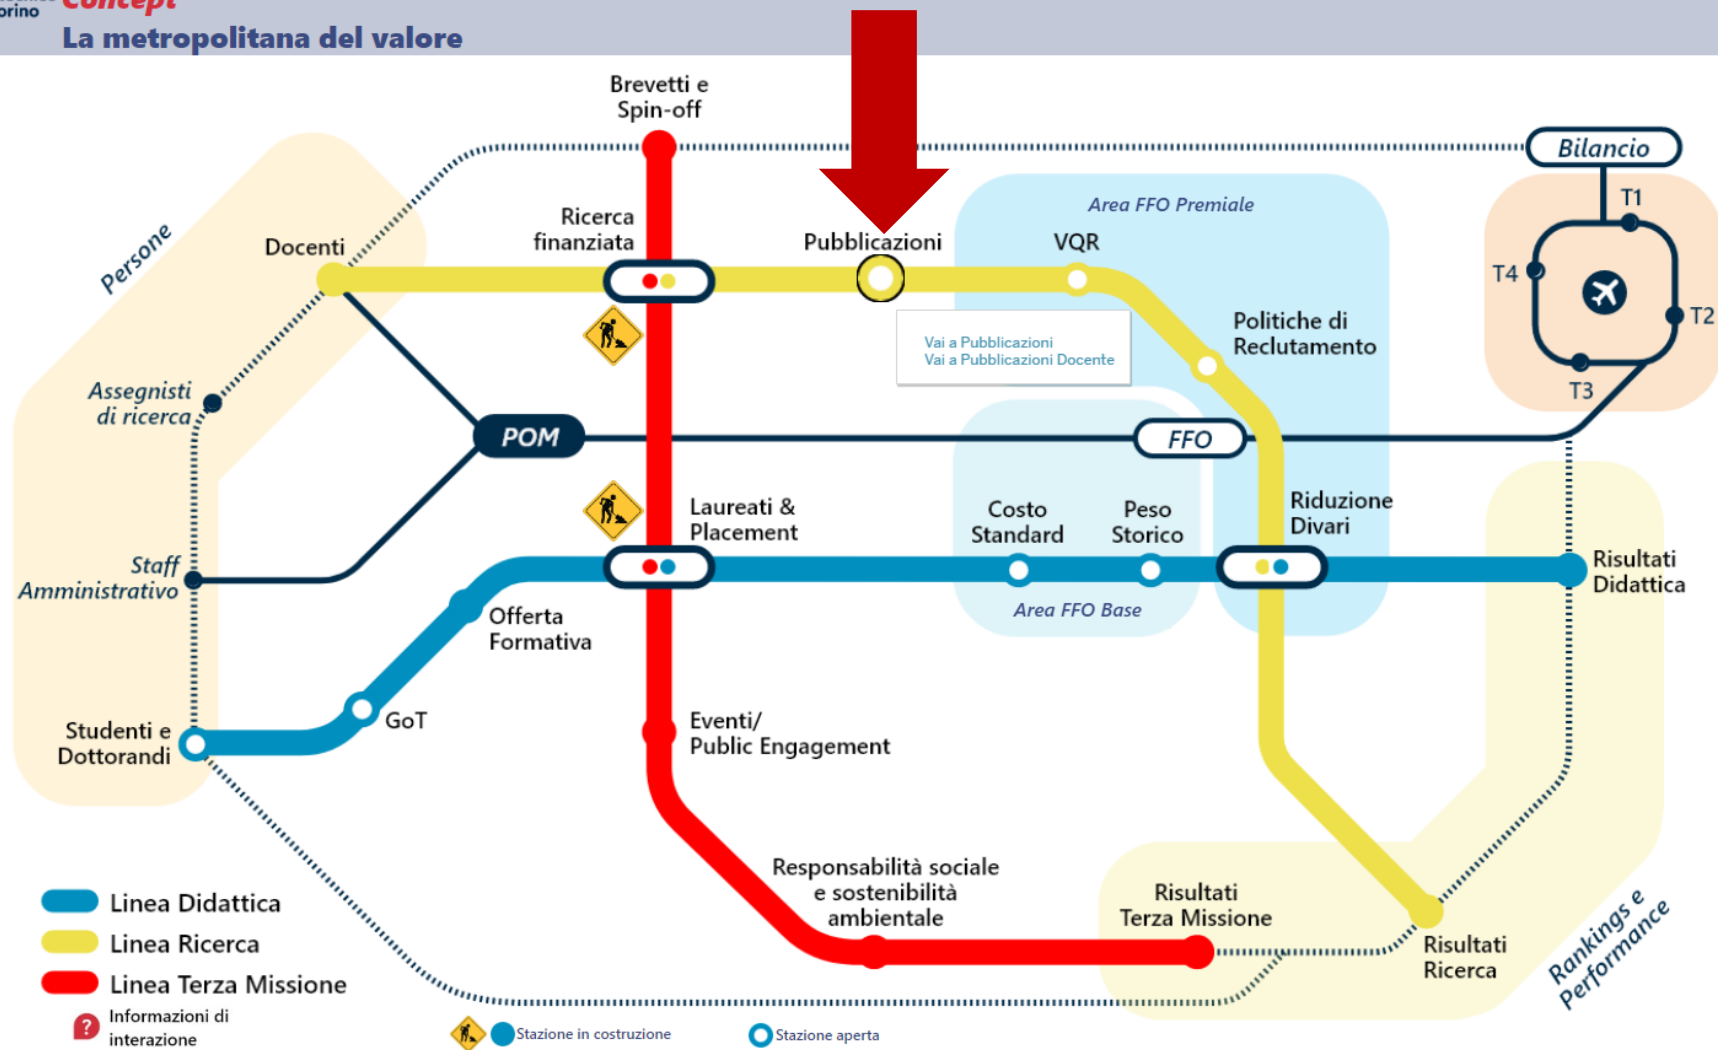 orino
Concept
La metropolitana del valore
Brevetti e
Spin-off
Bilancio
T1
T2
T3
T4
Area FFO Premiale
Persone
Docenti
Ricerca
finanziata
Pubblicazioni
VQR
Vai a Pubblicazioni
Vai a Pubblicazioni Docente
Politiche di
Reclutamento
Assegnisti
di ricerca
POM
FFO
Laureati &
Placement
Costo
Standard
Peso
Storico
Riduzione
Divari
Area FFO Base
Risultati
Didattica
Staff
Amministrativo
Offerta
Formativa
GoT
Studenti e
Dottorandi
Eventi/
Public Engagement
Responsabilità sociale
e sostenibilità
ambientale
Risultati
Terza Missione
Risultati
Ricerca
Rankings e
Performance
Linea Didattica
Linea Ricerca
Linea Terza Missione
?
Informazioni di
interazione
Stazione in costruzione
Stazione aperta